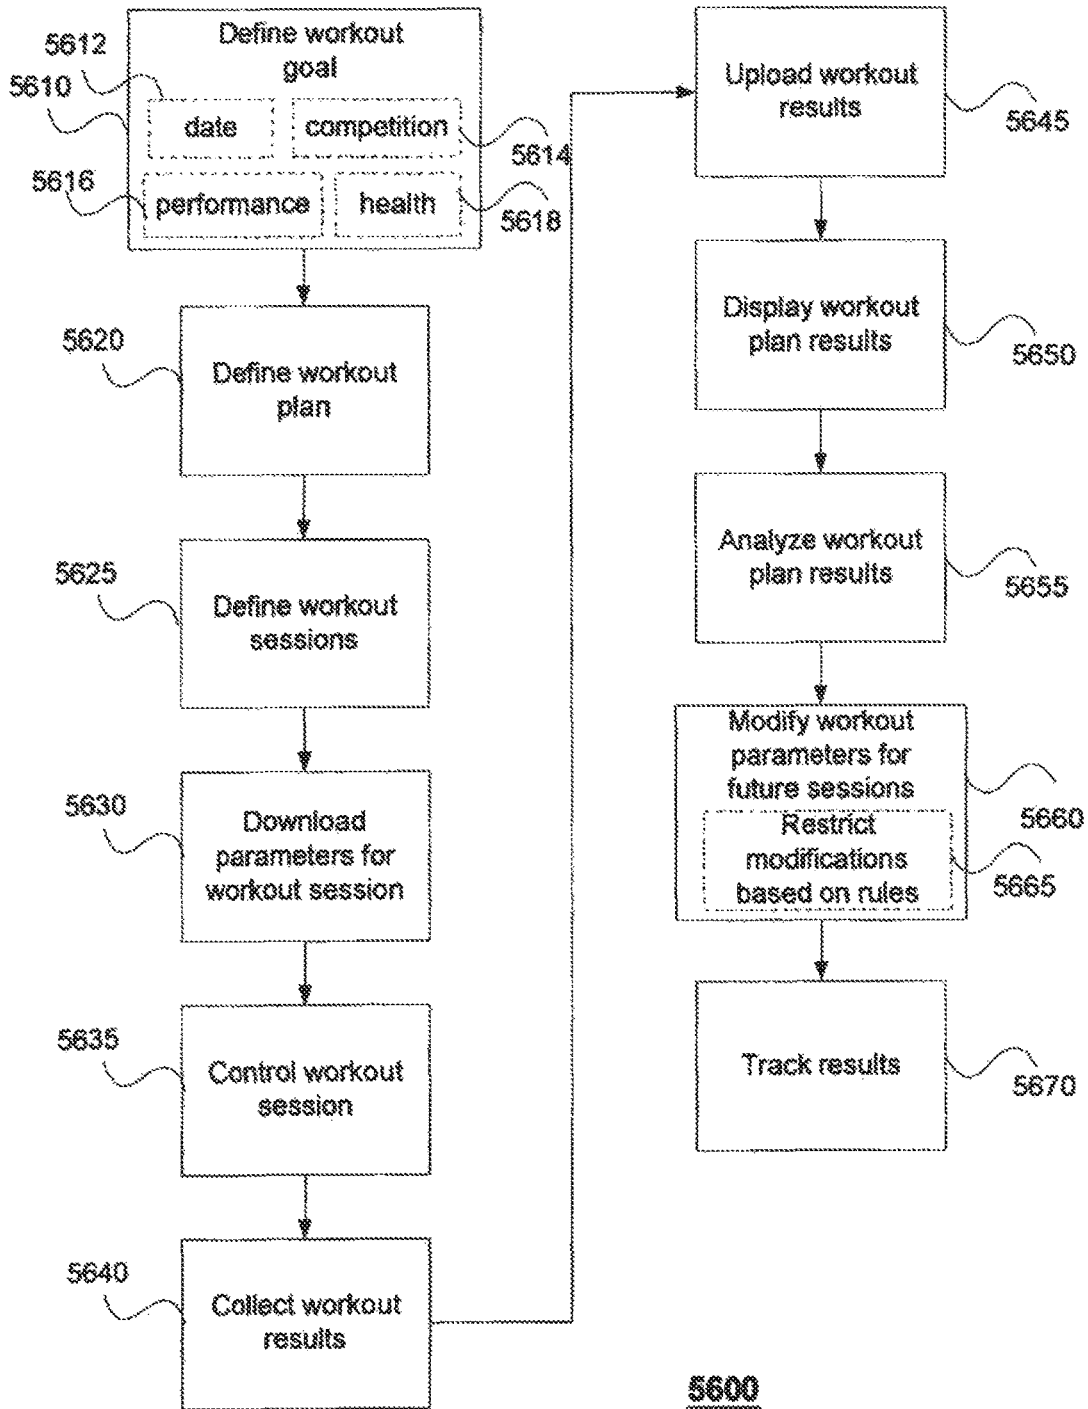 Define workout
goal
5612
5610
date
competition
5614
5616
performance
health
5618
5620
Define workout
plan
5625
Define workout
sessions
5630
Download
parameters for
workout session
5635
Control workout
session
5640
Collect workout
results
Upload workout
results
5645
Display workout
plan results
5650
Analyze workout
plan results
5655
Modify workout
parameters for
future sessions
5660
Restrict
modifications
based on rules
5665
Track results
5670
5600